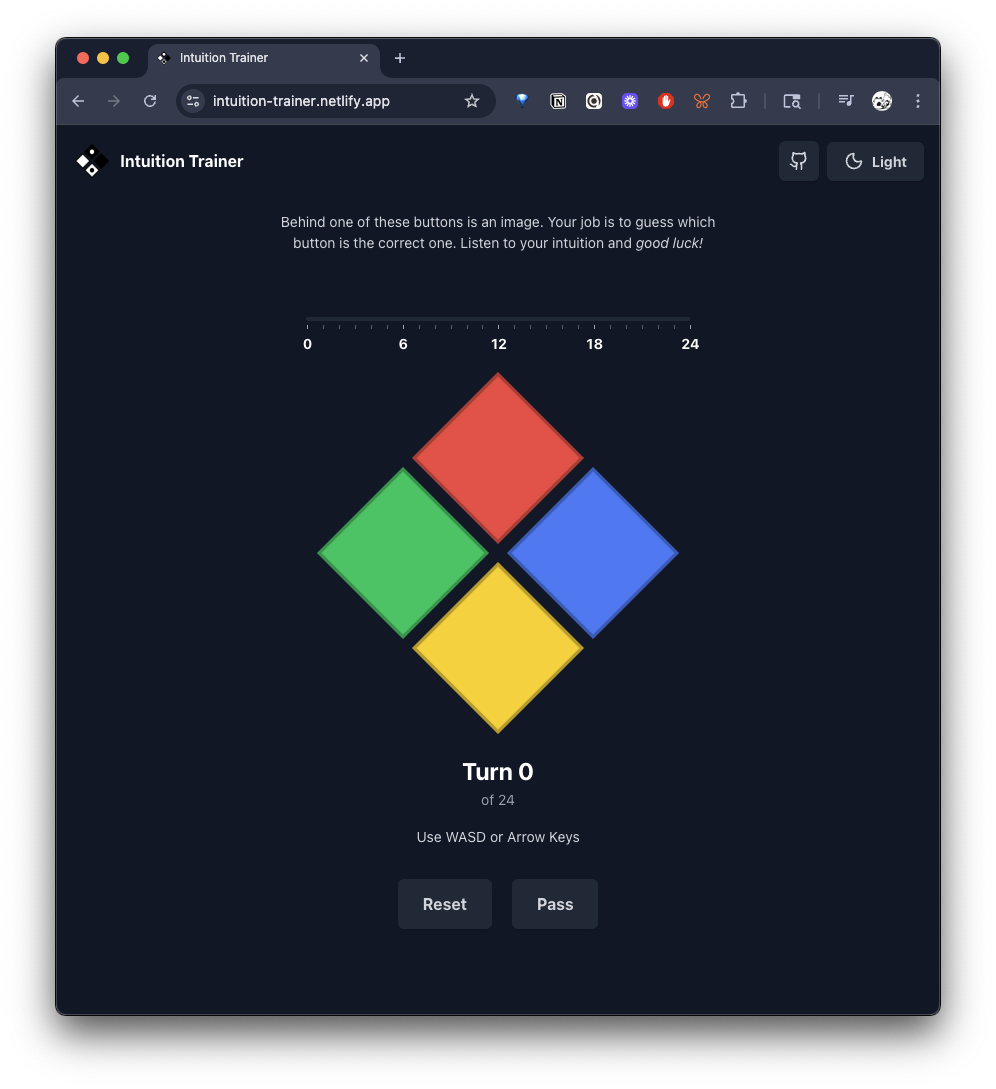 Intuition Trainer
intuition-trainer.netlify.app
Intuition Trainer
Light
Behind one of these buttons is an image. Your job is to guess which
button is the correct one. Listen to your intuition and good luck!
0 6 12 18 24
Turn 0
of 24
Use WASD or Arrow Keys
Reset Pass